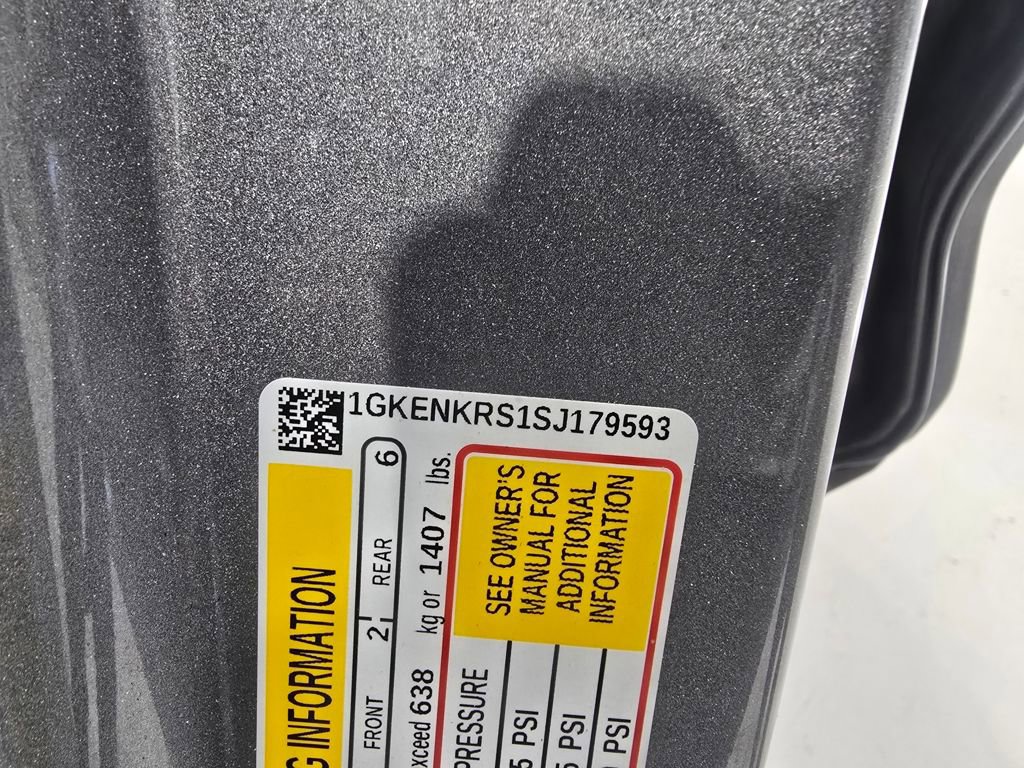 1GKENKRS1SJ179593
G INFORMATION
FRONT 2 REAR 6
xceed 638 kg or 1407 lbs.
PRESSURE
SEE OWNER'S
MANUAL FOR
ADDITIONAL
INFORMATION
5 PSI
5 PSI
PSI